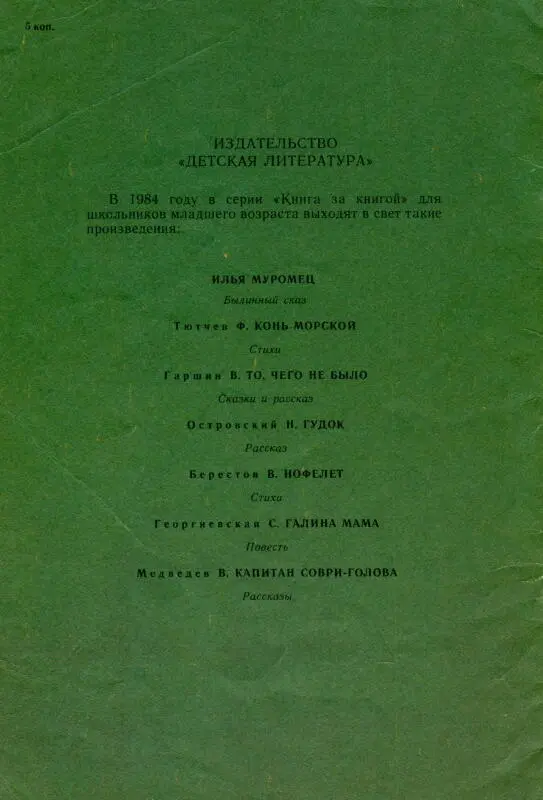 5 коп.
ИЗДАТЕЛЬСТВО
«ДЕТСКАЯ ЛИТЕРАТУРА»
В 1984 году в серии «Книга за книгой» для
школьников младшего возраста выходят в свет такие
произведения:
ИЛЬЯ МУРОМЕЦ
Былинный сказ
Тютчев Ф. КОНЬ МОРСКОЙ
Стихи
Гаршин В. ТО, ЧЕГО НЕ БЫЛО
Сказки и рассказ
Островский Н. ГУДОК
Рассказ
Берестов В. НОФЕЛЕТ
Стихи
Георгиевская С. ГАЛИНА МАМА
Повесть
Медведев В. КАПИТАН СОВРИ-ГОЛОВА
Рассказы